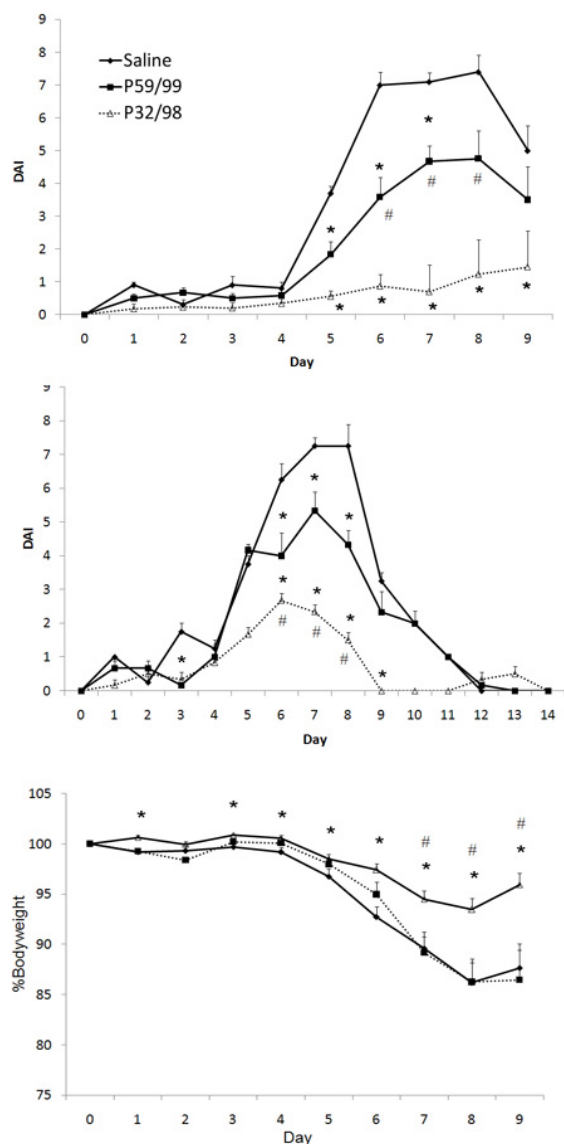 9
8
7
6
5
4
3
2
1
0
DAI
Saline
P59/99
P32/98
* * * # # #
* * * * *
0 1 2 3 4 5 6 7 8 9
Day
9
8
7
6
5
4
3
2
1
0
DAI
* * * *
* * * *
# # #
0 1 2 3 4 5 6 7 8 9 10 11 12 13 14
Day
105
100
95
90
85
80
75
%Bodyweight
# # #
* * * * * * * *
0 1 2 3 4 5 6 7 8 9
Day